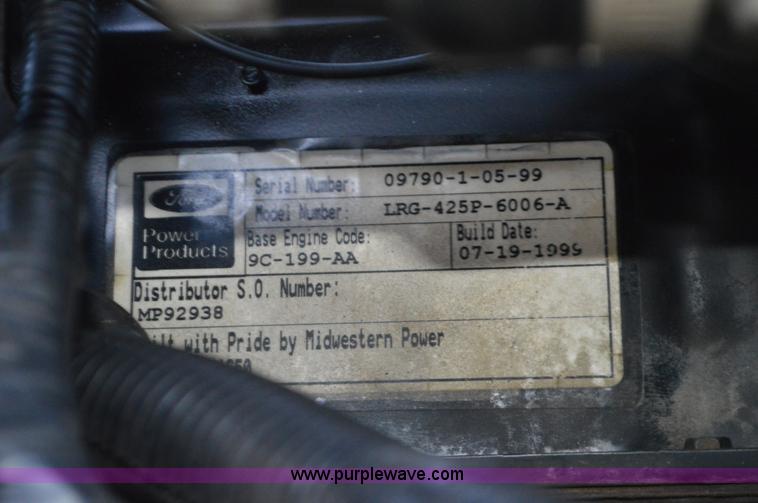 Ford
Power
Products
Serial Number: 09790-1-05-99
Model Number: LRG-425P-6006-A
Base Engine Code:
9C-199-AA
Build Date:
07-19-1999
Distributor S.O. Number:
MP92938
with Pride by Midwestern Power
www.purplewave.com